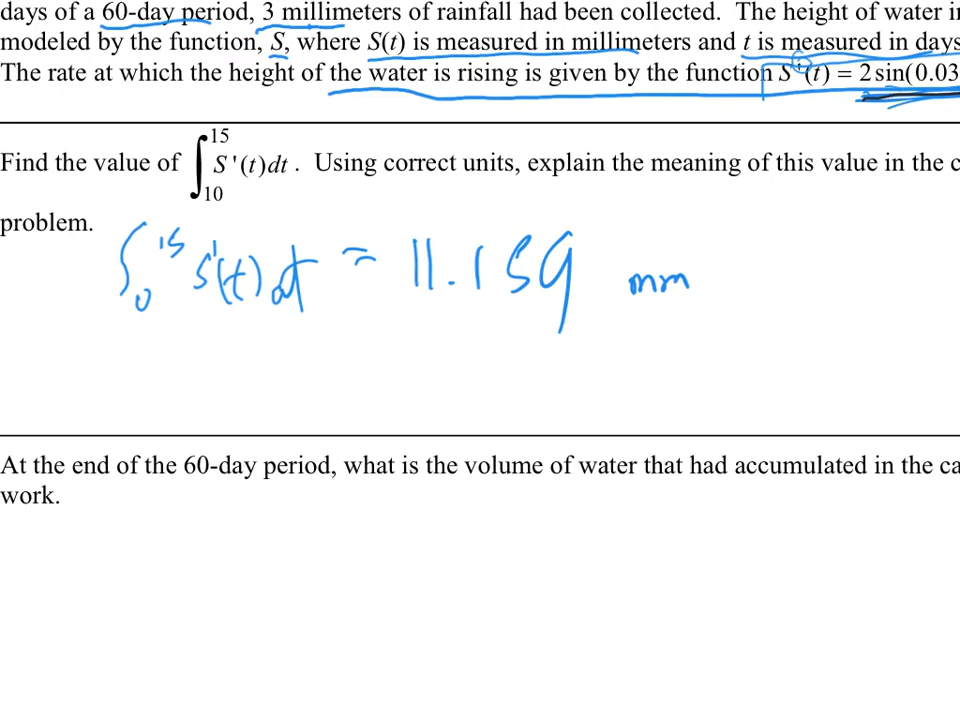 days of a 60-day period, 3 millimeters of rainfall had been collected. The height of water i
modeled by the function, S, where S(t) is measured in millimeters and t is measured in days
The rate at which the height of the water is rising is given by the function S'(t) = 2 sin(0.03
Find the value of ∫₁₀¹⁵ S'(t)dt . Using correct units, explain the meaning of this value in the c
problem.
∫₀¹⁵ S'(t) dt = 11.159 mm
At the end of the 60-day period, what is the volume of water that had accumulated in the ca
work.